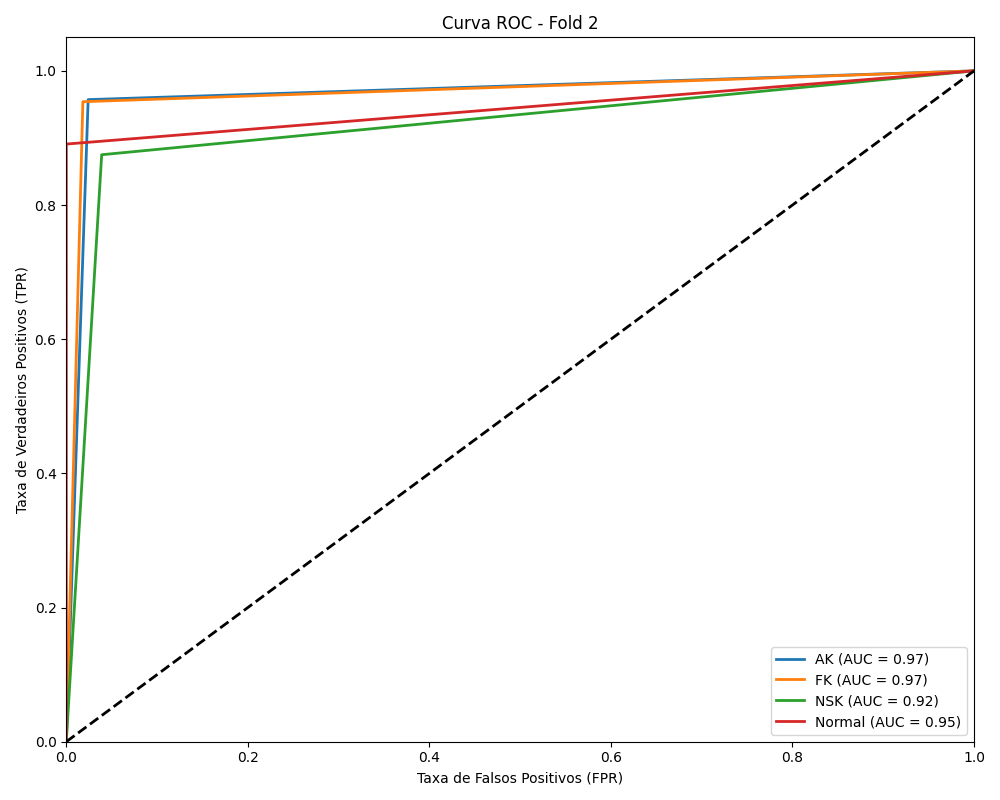 Curva ROC - Fold 2
1.0
0.8
0.6
0.4
0.2
0.0
Taxa de Verdadeiros Positivos (TPR)
AK (AUC = 0.97)
FK (AUC = 0.97)
NSK (AUC = 0.92)
Normal (AUC = 0.95)
0.0 0.2 0.4 0.6 0.8 1.0
Taxa de Falsos Positivos (FPR)